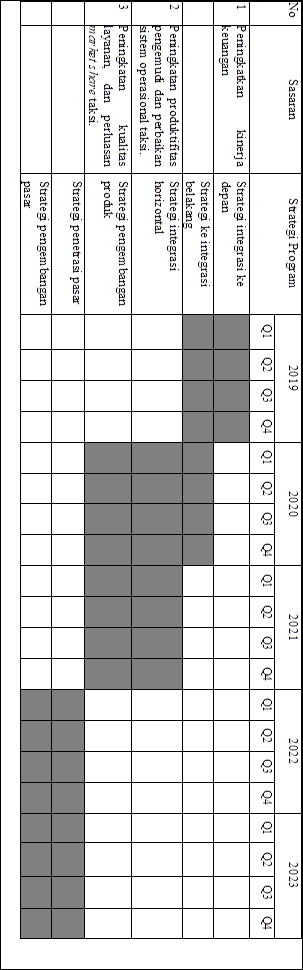 No Sasaran Strategi Program 2019 2020 2021 2022 2023
Q1 Q2 Q3 Q4 Q1 Q2 Q3 Q4 Q1 Q2 Q3 Q4 Q1 Q2 Q3 Q4 Q1 Q2 Q3 Q4
1 Peningkatkan kinerja
keuangan
Strategi integrasi ke
depan
Strategi ke integrasi
belakang
2 Peningkatan produktifitas
pengemudi dan perbaikan
sistem operasional taksi.
Strategi integrasi
horizontal
3 Peningkatan kualitas
layanan dan perluasan
market share taksi.
Strategi pengembangan
produk
Strategi penetrasi pasar
Strategi pengembangan
pasar